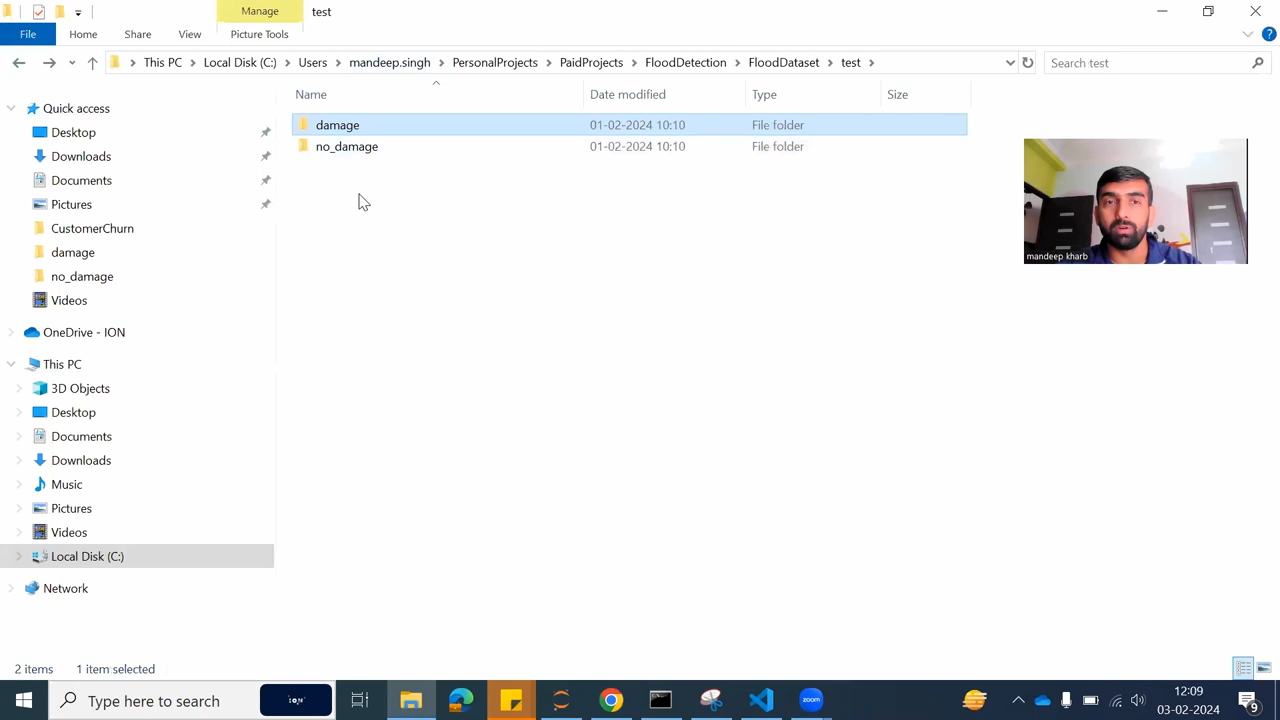 Manage
test
File
Home
Share
View
Picture Tools
This PC
Local Disk (C:)
Users
mandeep.singh
PersonalProjects
PaidProjects
FloodDetection
FloodDataset
test
Search test
Name
Date modified
Type
Size
damage
01-02-2024 10:10
File folder
no_damage
01-02-2024 10:10
File folder
Quick access
Desktop
Downloads
Documents
Pictures
CustomerChurn
damage
no_damage
Videos
OneDrive - ION
This PC
3D Objects
Desktop
Documents
Downloads
Music
Pictures
Videos
Local Disk (C:)
Network
mandeep kharb
2 items
1 item selected
Type here to search
ION
zoom
12:09
03-02-2024
9